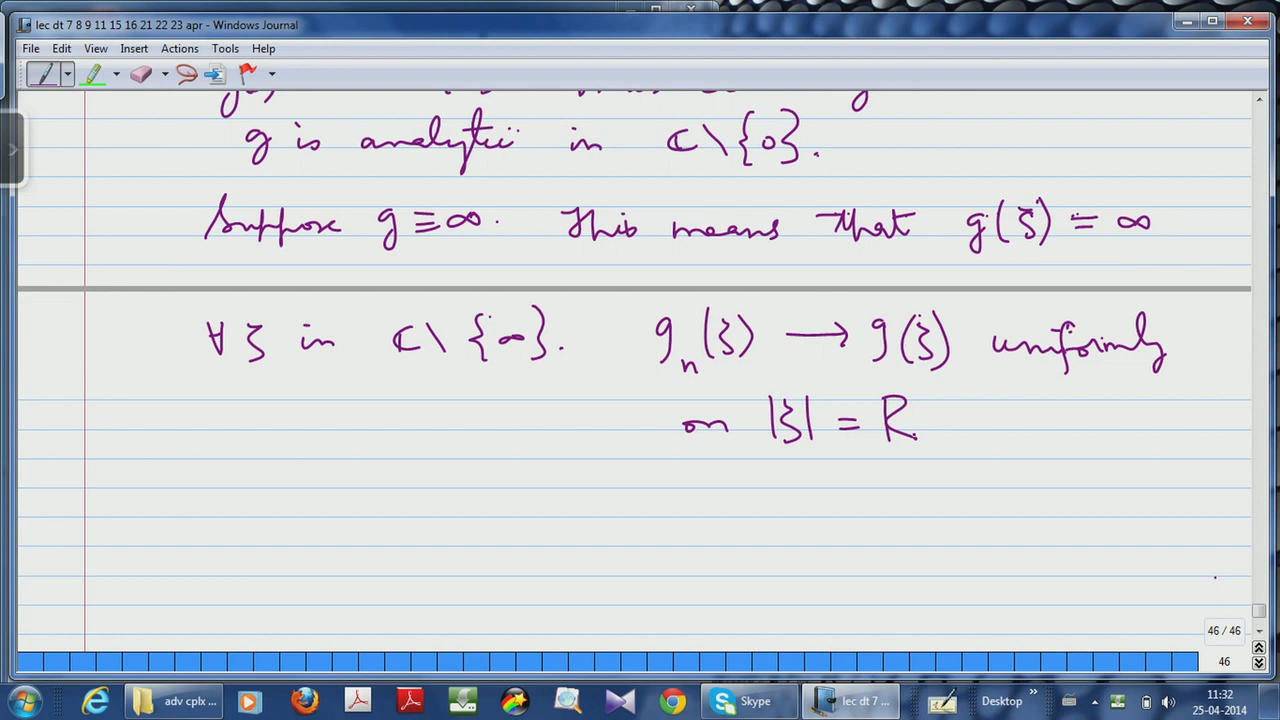 lec dt 7 8 9 11 15 16 21 22 23 apr - Windows Journal
File Edit View Insert Actions Tools Help
g is analytic in ℂ\{0}.
Suppose g ≡ ∞. This means that g(ζ) = ∞
∀ ζ in ℂ\{∞}. gₙ(ζ) → g(ζ) uniformly
on |ζ| = R
46 / 46
46
adv cplx ... Skype lec dt 7 ... Desktop 11:32
25-04-2014